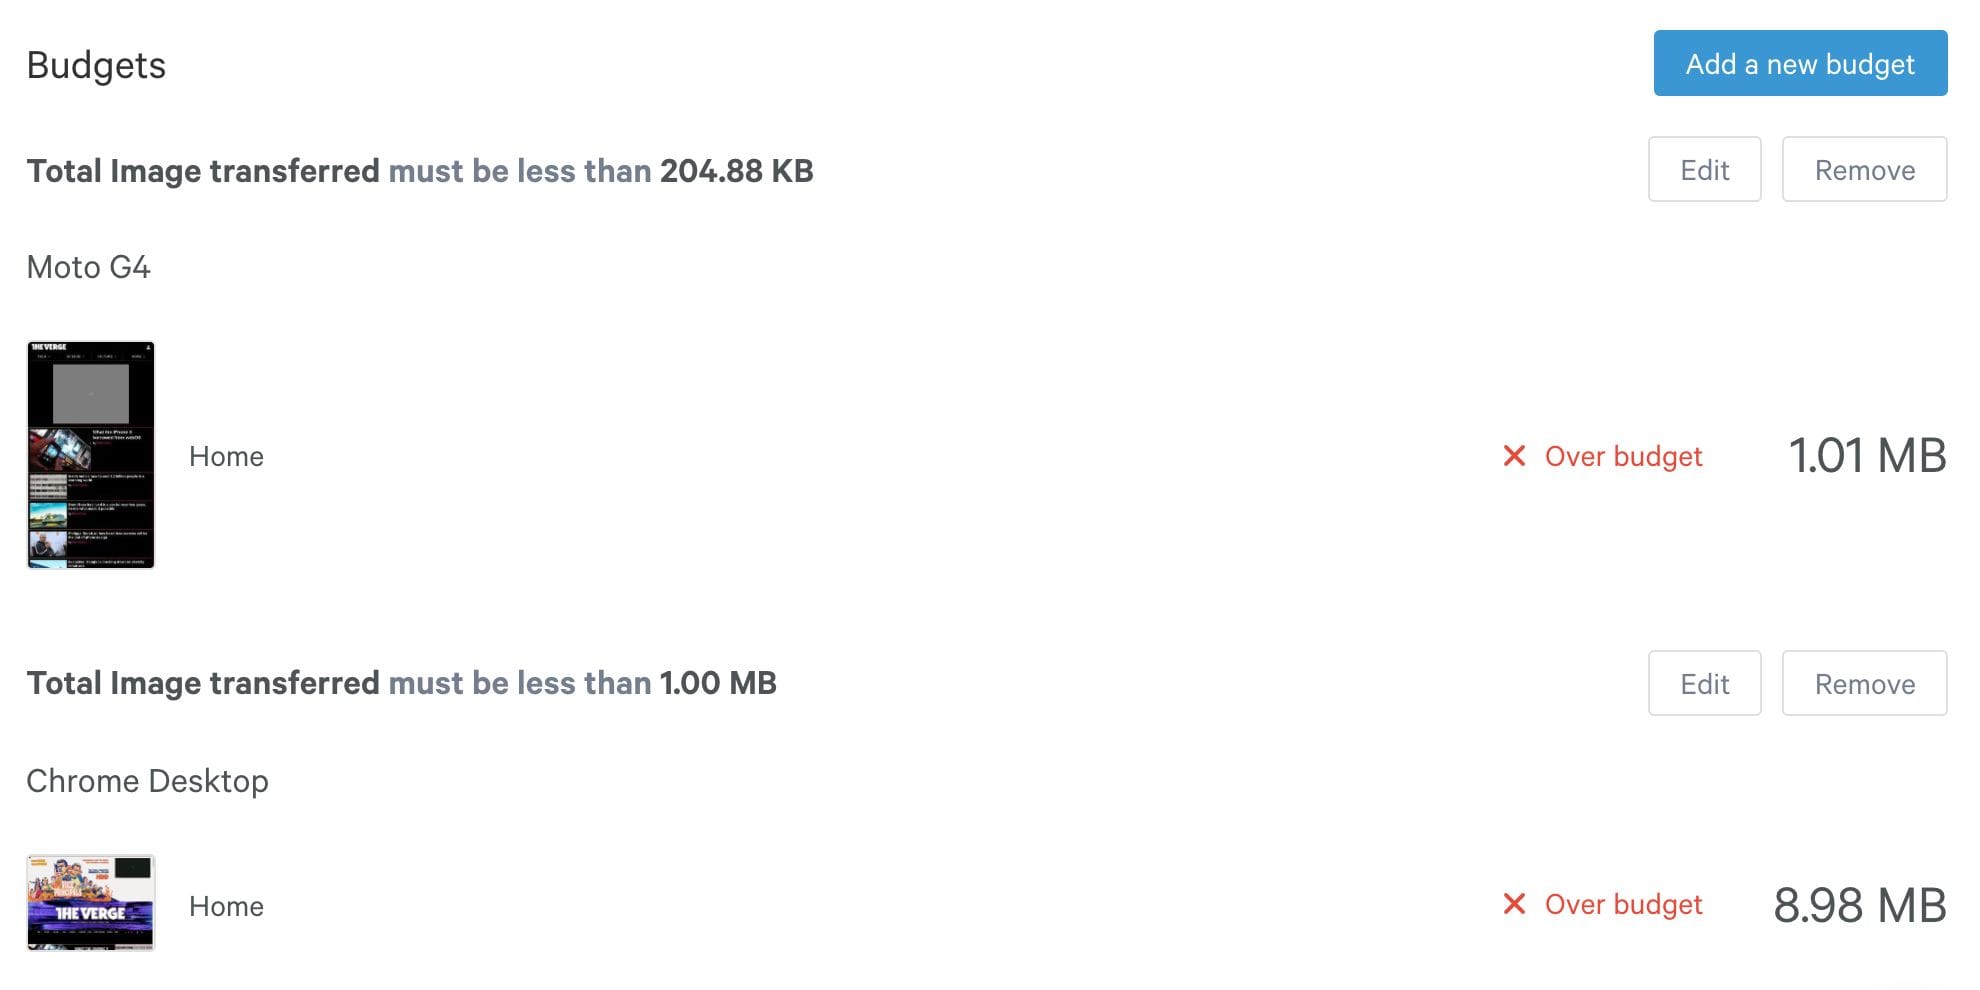 Budgets
Add a new budget
Total Image transferred must be less than 204.88 KB
Edit
Remove
Moto G4
THE VERGE
Home
Over budget
1.01 MB
Total Image transferred must be less than 1.00 MB
Edit
Remove
Chrome Desktop
THE VERGE
Home
Over budget
8.98 MB